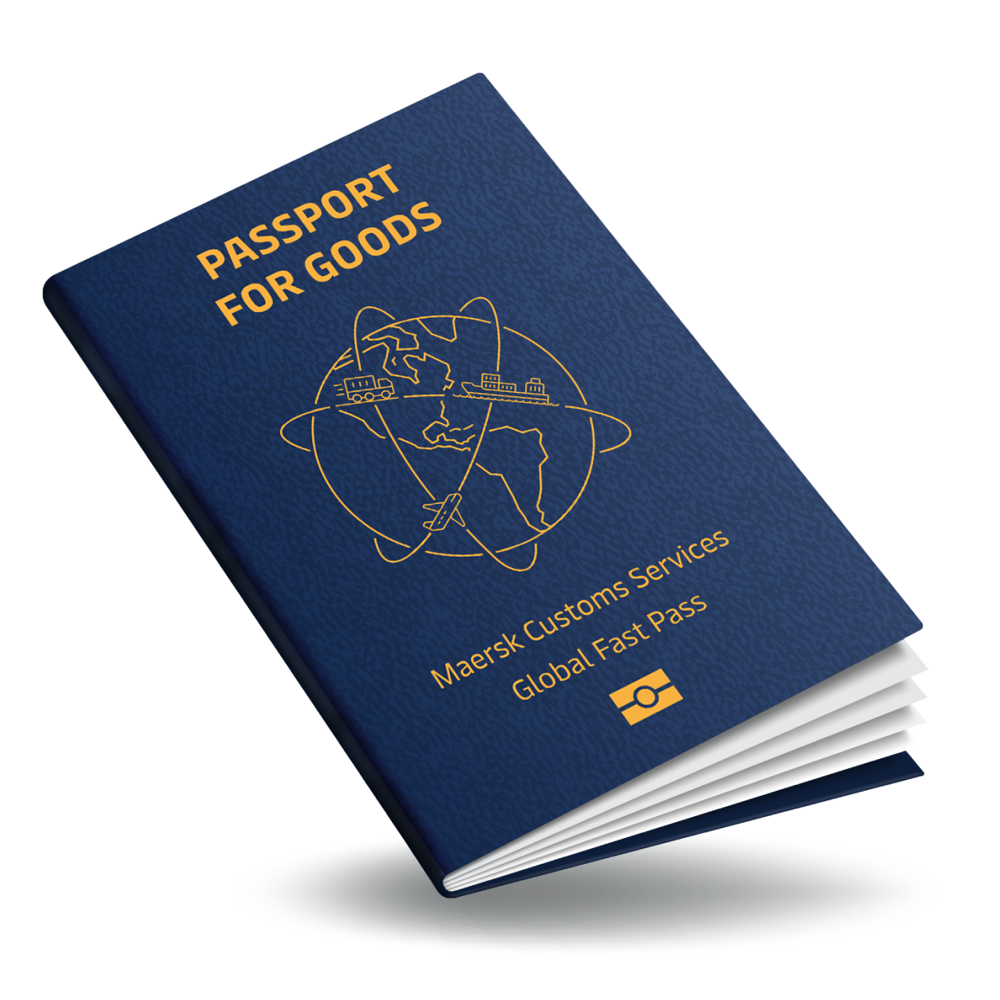 PASSPORT
FOR GOODS
Maersk Customs Services
Global Fast Pass